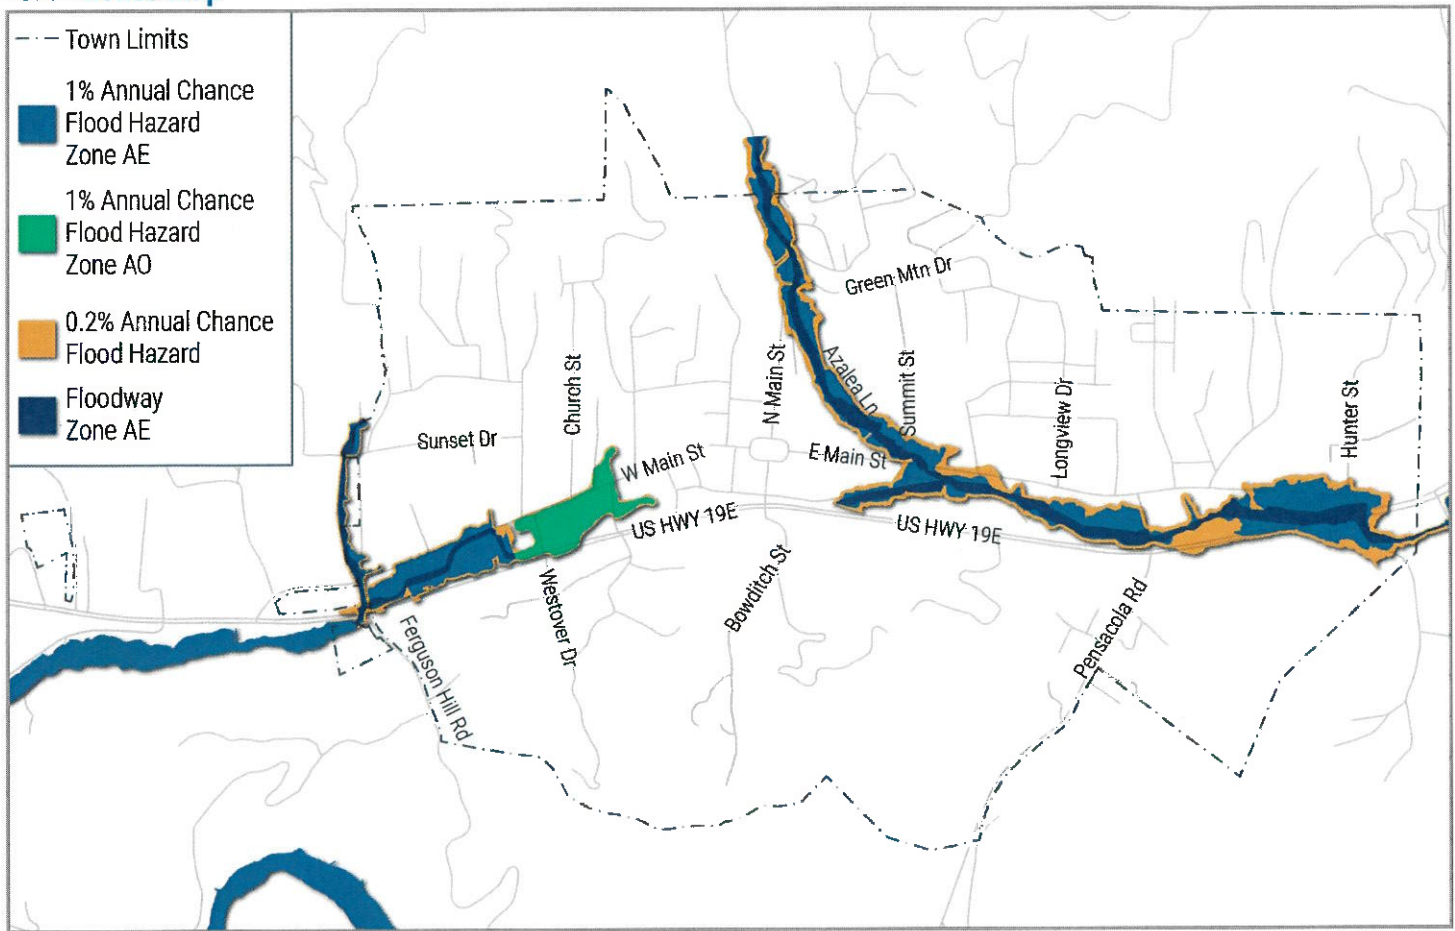 Town Limits
1% Annual Chance
Flood Hazard
Zone AE
1% Annual Chance
Flood Hazard
Zone AO
0.2% Annual Chance
Flood Hazard
Floodway
Zone AE
Green Mtn Dr
N Main St
Azalea Ln
Summit St
Church St
Longview Dr
Hunter St
Sunset Dr
W Main St
E Main St
US HWY 19E
US HWY 19E
Westover Dr
Bowditch St
Ferguson Hill Rd
Pensacola Rd